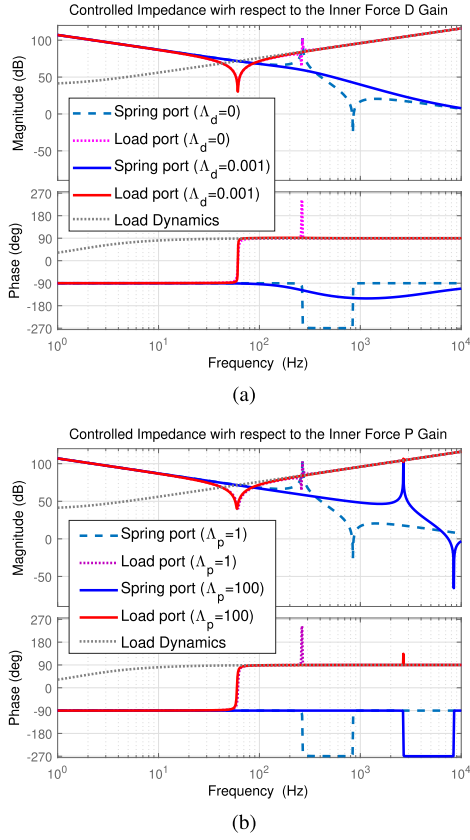 Controlled Impedance wirh respect to the Inner Force D Gain
Magnitude (dB)
100
50
0
-50
Spring port (Λd=0)
Load port (Λd=0)
Spring port (Λd=0.001)
Load port (Λd=0.001)
Load Dynamics
Phase (deg)
270
180
90
0
-90
-180
-270
10^0
10^1
10^2
10^3
10^4
Frequency (Hz)
(a)
Controlled Impedance wirh respect to the Inner Force P Gain
Magnitude (dB)
100
50
0
-50
Spring port (Λp=1)
Load port (Λp=1)
Spring port (Λp=100)
Load port (Λp=100)
Load Dynamics
Phase (deg)
270
180
90
0
-90
-180
-270
10^0
10^1
10^2
10^3
10^4
Frequency (Hz)
(b)